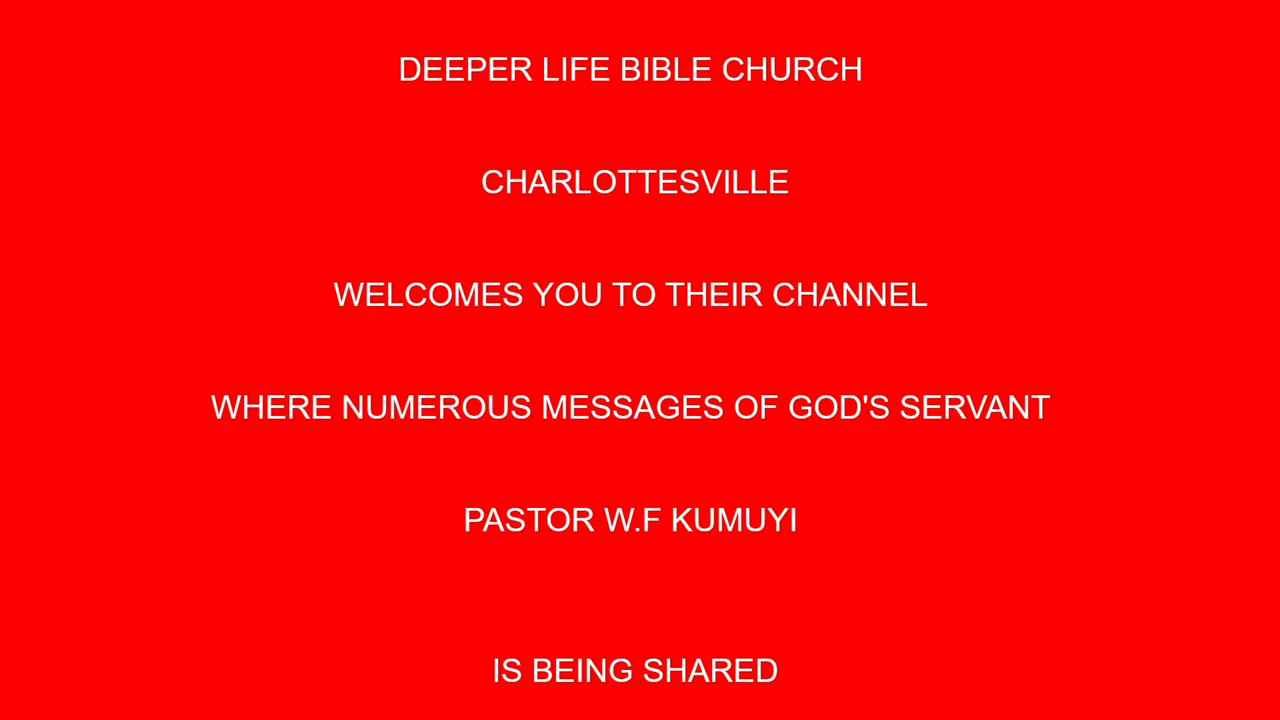 DEEPER LIFE BIBLE CHURCH
CHARLOTTESVILLE
WELCOMES YOU TO THEIR CHANNEL
WHERE NUMEROUS MESSAGES OF GOD'S SERVANT
PASTOR W.F KUMUYI
IS BEING SHARED